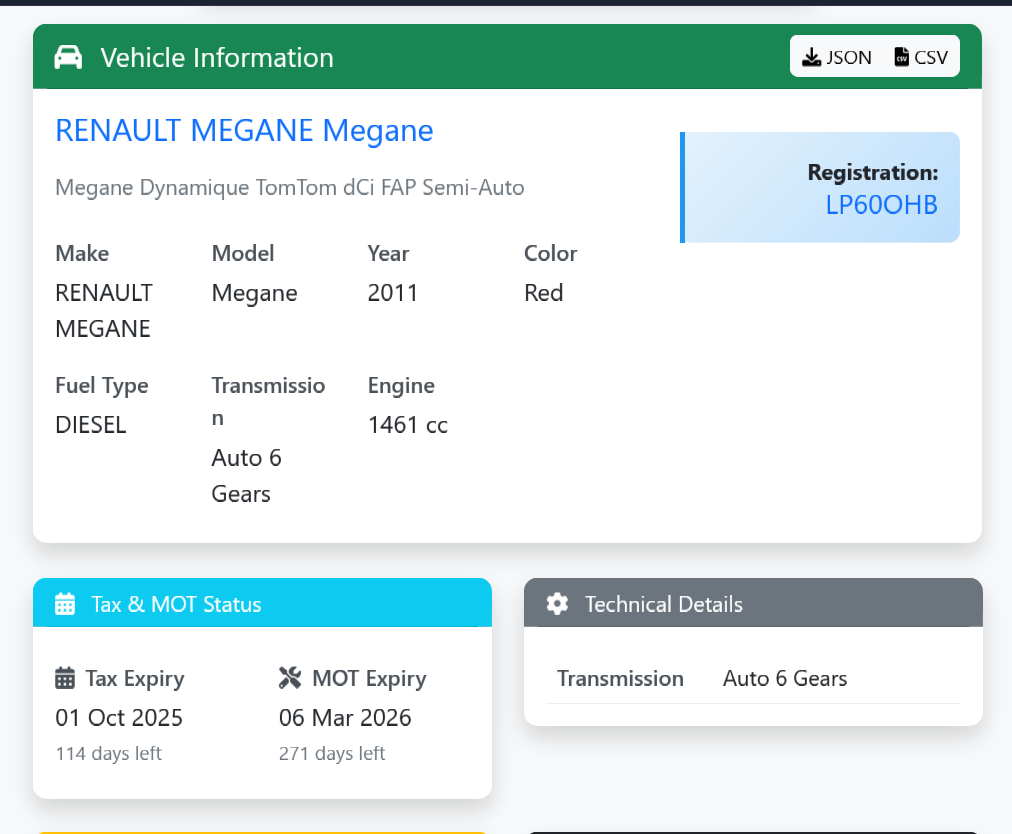 Vehicle Information
JSON
CSV
RENAULT MEGANE Megane
Megane Dynamique TomTom dCi FAP Semi-Auto
Registration:
LP60OHB
Make
Model
Year
Color
RENAULT
MEGANE
Megane
2011
Red
Fuel Type
Transmissio
n
Engine
DIESEL
Auto 6
Gears
1461 cc
Tax & MOT Status
Tax Expiry
01 Oct 2025
114 days left
MOT Expiry
06 Mar 2026
271 days left
Technical Details
Transmission
Auto 6 Gears